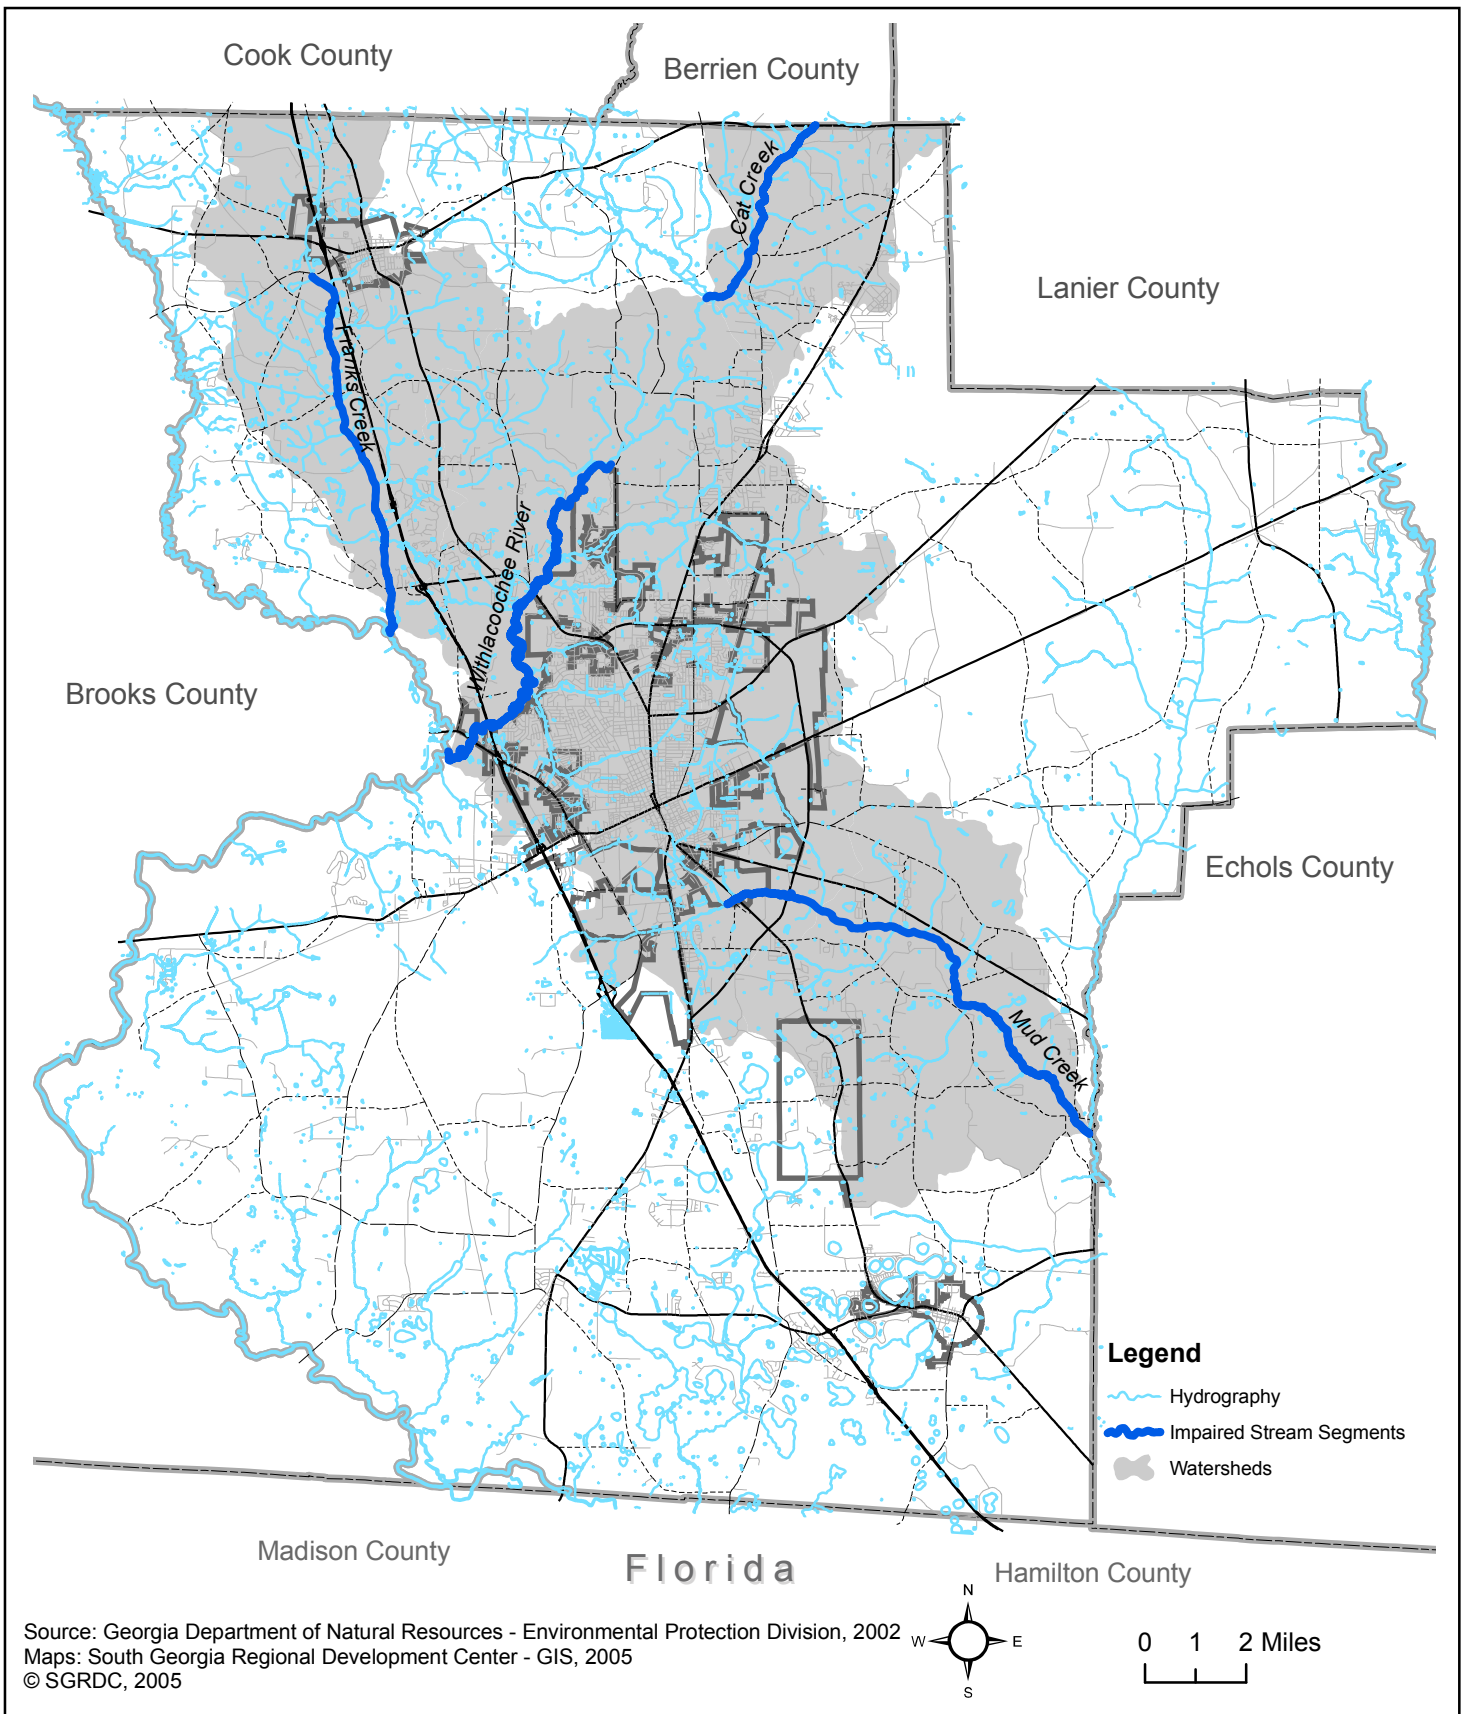 Cook County
Berrien County
Cat Creek
Lanier County
Franks Creek
Withlacoochee River
Brooks County
Echols County
Mud Creek
Legend
Hydrography
Impaired Stream Segments
Watersheds
Madison County
Florida
Hamilton County
N
W
E
S
Source: Georgia Department of Natural Resources - Environmental Protection Division, 2002
Maps: South Georgia Regional Development Center - GIS, 2005
© SGRDC, 2005
0 1 2 Miles